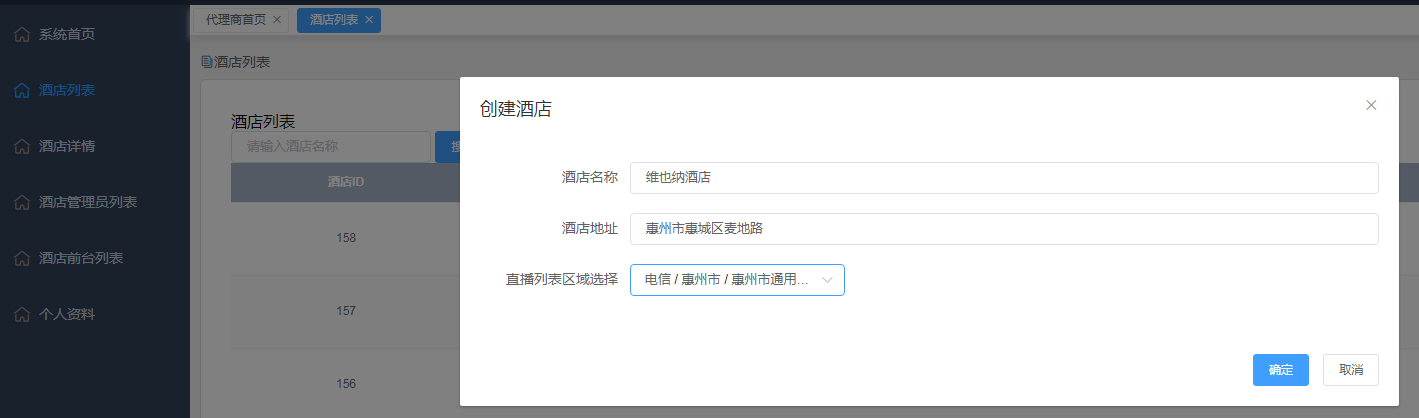 系统首页
酒店列表
酒店详情
酒店管理员列表
酒店前台列表
个人资料
代理商首页
酒店列表
酒店列表
酒店列表
请输入酒店名称
酒店ID
158
157
156
创建酒店
酒店名称 维也纳酒店
酒店地址 惠州市惠城区麦地路
直播列表区域选择 电信 / 惠州市 / 惠州市通用...
确定 取消